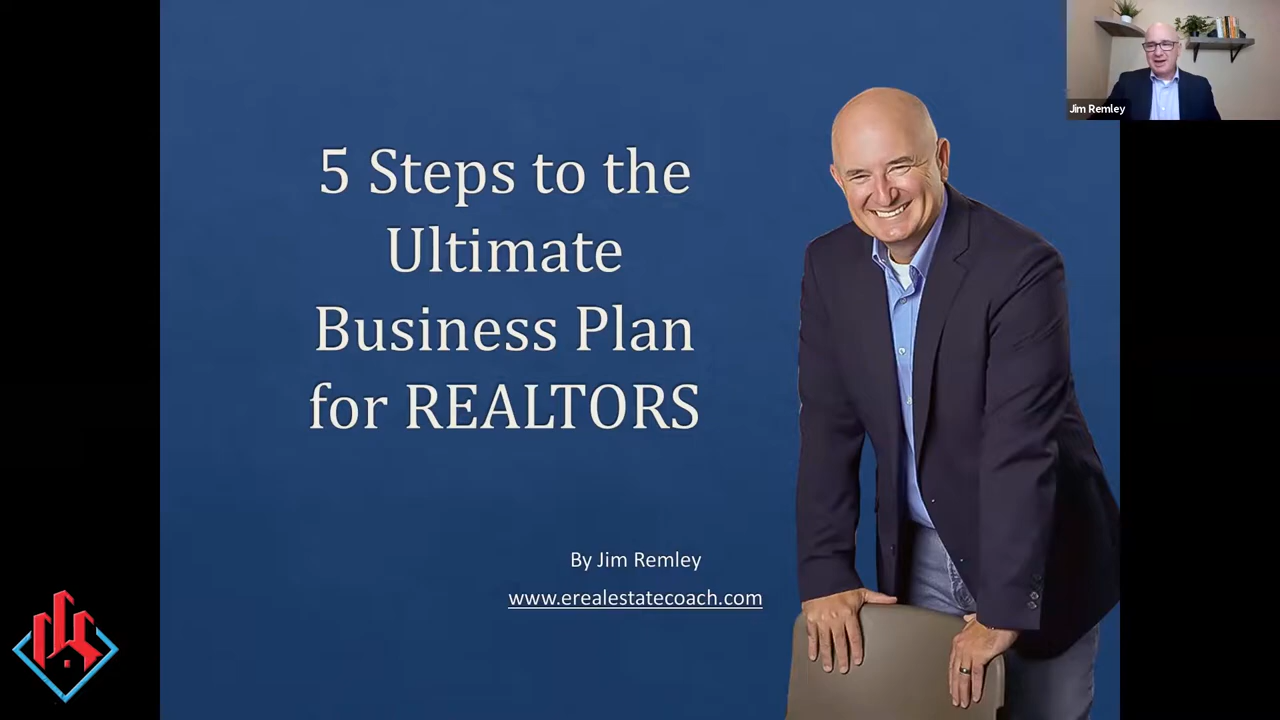 5 Steps to the
Ultimate
Business Plan
for REALTORS
By Jim Remley
www.erealestatecoach.com
Jim Remley